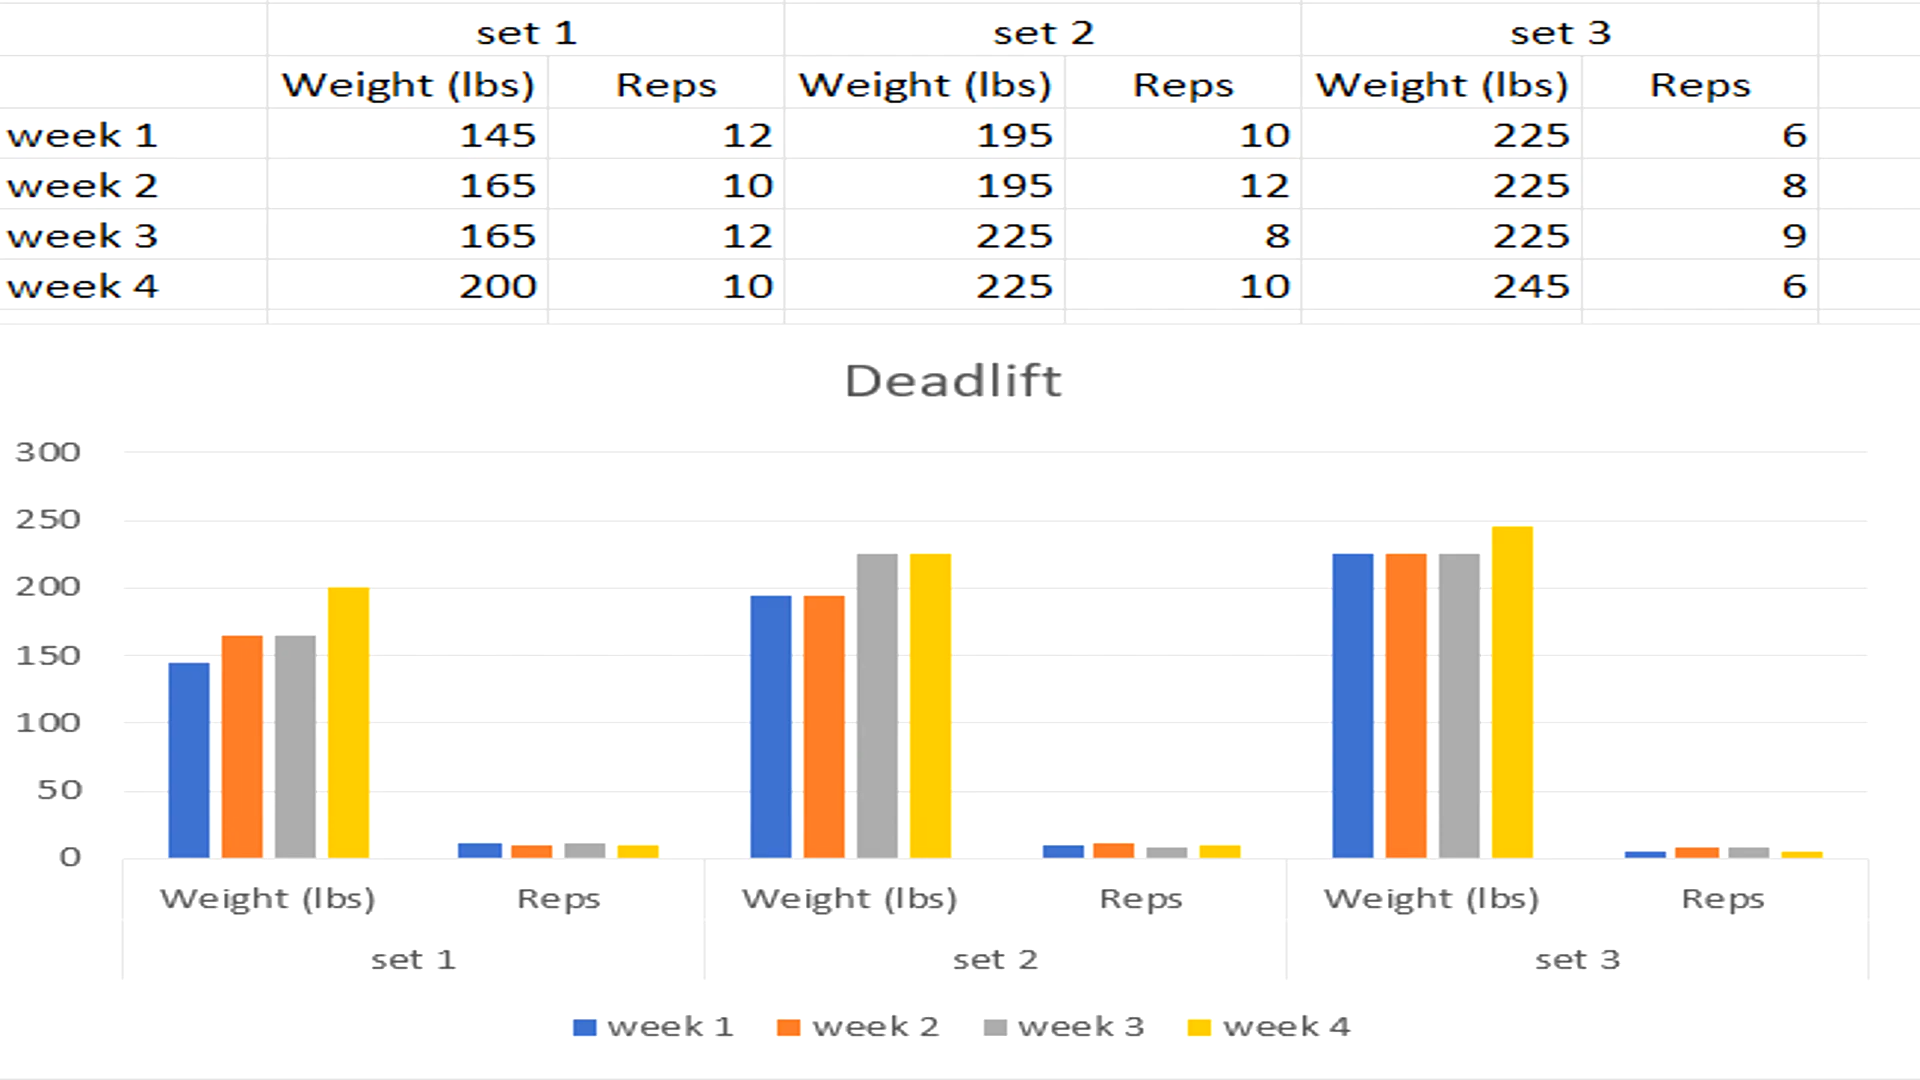 set 1 set 2 set 3
Weight (lbs) Reps Weight (lbs) Reps Weight (lbs) Reps
week 1 145 12 195 10 225 6
week 2 165 10 195 12 225 8
week 3 165 12 225 8 225 9
week 4 200 10 225 10 245 6
Deadlift
300
250
200
150
100
50
0
Weight (lbs) Reps Weight (lbs) Reps Weight (lbs) Reps
set 1 set 2 set 3
week 1 week 2 week 3 week 4